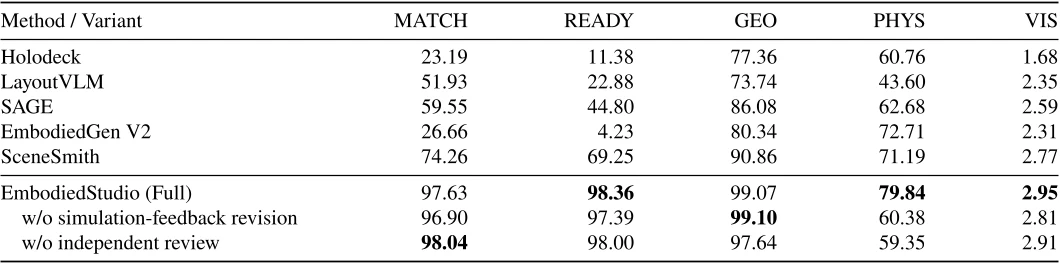 Method / Variant MATCH READY GEO PHYS VIS
Holodeck 23.19 11.38 77.36 60.76 1.68
LayoutVLM 51.93 22.88 73.74 43.60 2.35
SAGE 59.55 44.80 86.08 62.68 2.59
EmbodiedGen V2 26.66 4.23 80.34 72.71 2.31
SceneSmith 74.26 69.25 90.86 71.19 2.77
EmbodiedStudio (Full) 97.63 98.36 99.07 79.84 2.95
w/o simulation-feedback revision 96.90 97.39 99.10 60.38 2.81
w/o independent review 98.04 98.00 97.64 59.35 2.91